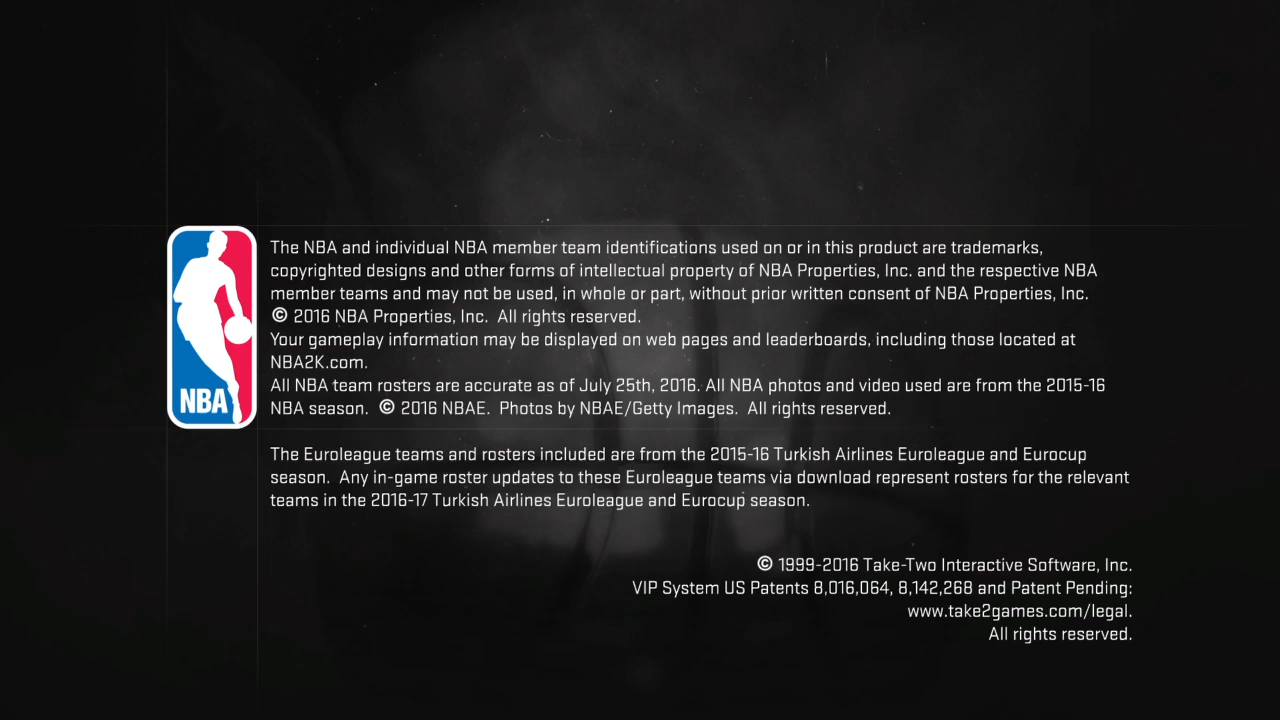 The NBA and individual NBA member team identifications used on or in this product are trademarks,
copyrighted designs and other forms of intellectual property of NBA Properties, Inc. and the respective NBA
member teams and may not be used, in whole or part, without prior written consent of NBA Properties, Inc.
© 2016 NBA Properties, Inc. All rights reserved.
Your gameplay information may be displayed on web pages and leaderboards, including those located at
NBA2K.com.
All NBA team rosters are accurate as of July 25th, 2016. All NBA photos and video used are from the 2015-16
NBA season. © 2016 NBAE. Photos by NBAE/Getty Images. All rights reserved.
NBA
The Euroleague teams and rosters included are from the 2015-16 Turkish Airlines Euroleague and Eurocup
season. Any in-game roster updates to these Euroleague teams via download represent rosters for the relevant
teams in the 2016-17 Turkish Airlines Euroleague and Eurocup season.
© 1999-2016 Take-Two Interactive Software, Inc.
VIP System US Patents 8,016,064, 8,142,268 and Patent Pending:
www.take2games.com/legal.
All rights reserved.